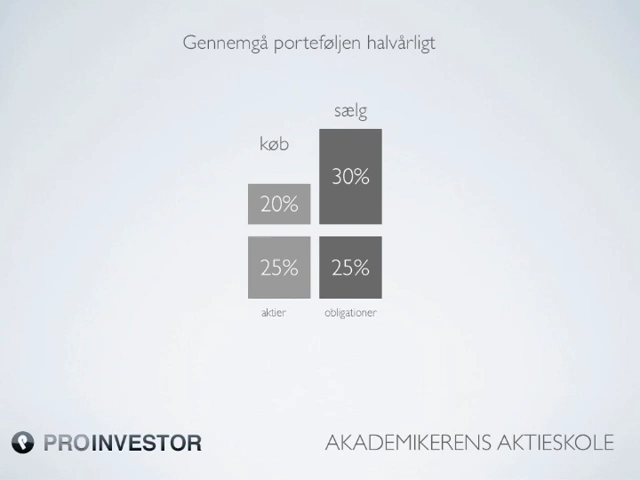 Gennemgå porteføljen halvårligt
sælg
køb
30%
20%
25%
25%
aktier
obligationer
PROINVESTOR
AKADEMIKERENS AKTIESKOLE